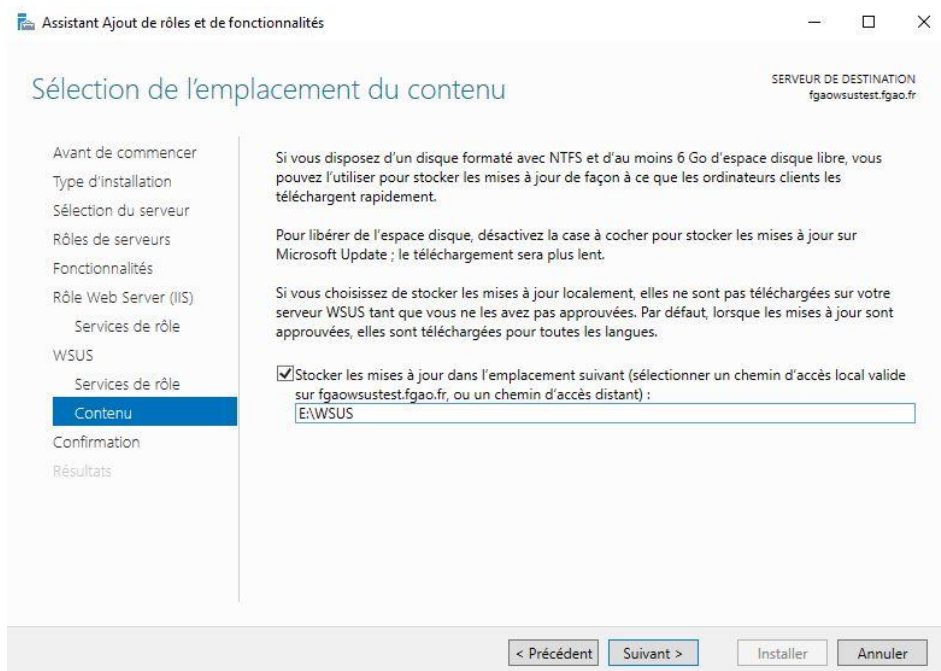 Assistant Ajout de rôles et de fonctionnalités
Sélection de l'emplacement du contenu
SERVEUR DE DESTINATION
fgaowsustest.fgao.fr
Avant de commencer
Type d'installation
Sélection du serveur
Rôles de serveurs
Fonctionnalités
Rôle Web Server (IIS)
Services de rôle
WSUS
Services de rôle
Contenu
Confirmation
Résultats
Si vous disposez d'un disque formaté avec NTFS et d'au moins 6 Go d'espace disque libre, vous
pouvez l'utiliser pour stocker les mises à jour de façon à ce que les ordinateurs clients les
téléchargent rapidement.
Pour libérer de l'espace disque, désactivez la case à cocher pour stocker les mises à jour sur
Microsoft Update ; le téléchargement sera plus lent.
Si vous choisissez de stocker les mises à jour localement, elles ne sont pas téléchargées sur votre
serveur WSUS tant que vous ne les avez pas approuvées. Par défaut, lorsque les mises à jour sont
approuvées, elles sont téléchargées pour toutes les langues.
Stocker les mises à jour dans l'emplacement suivant (sélectionner un chemin d'accès local valide
sur fgaowsustest.fgao.fr, ou un chemin d'accès distant) :
E:\WSUS
< Précédent
Suivant >
Installer
Annuler